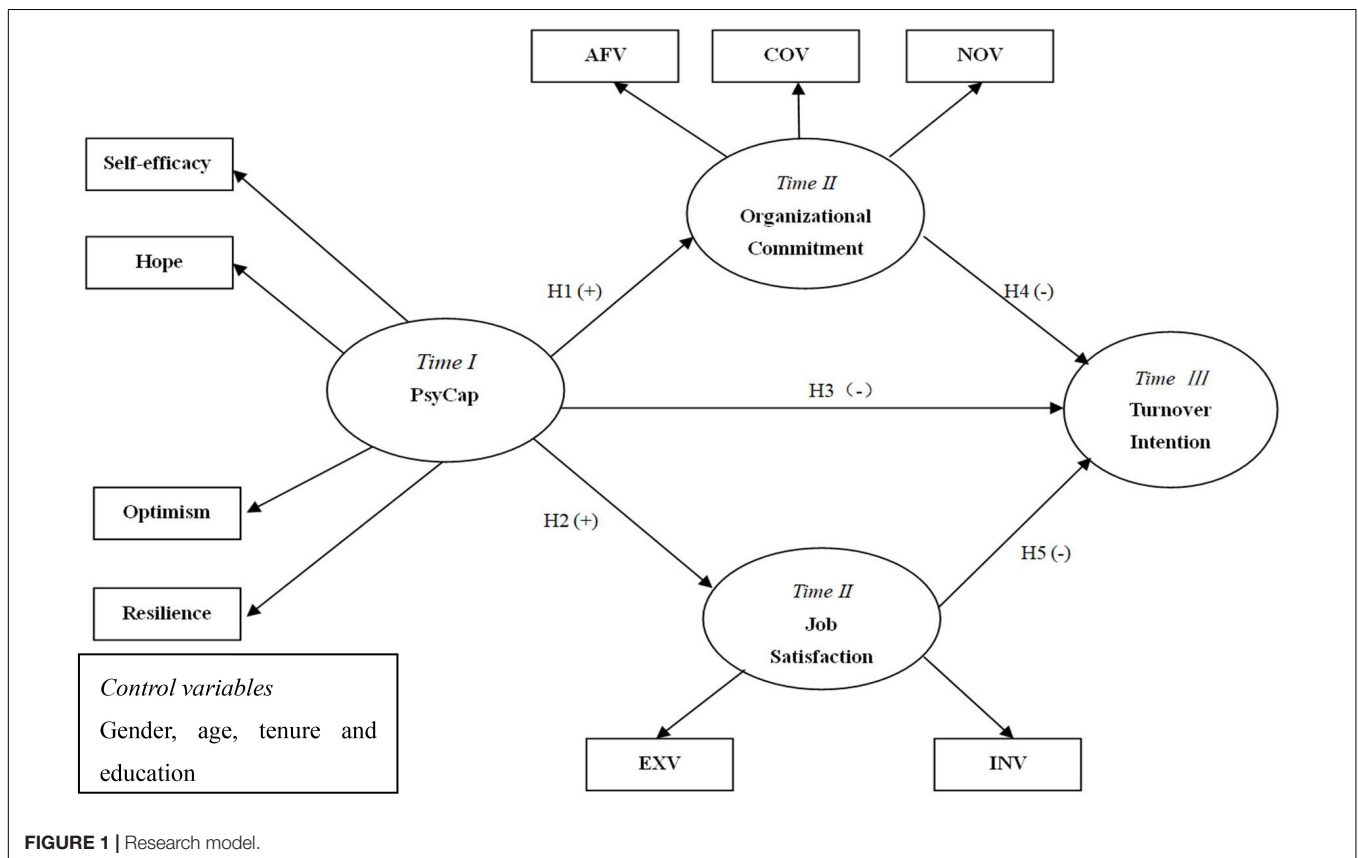 AFV
COV
NOV
Self-efficacy
Hope
Time II
Organizational
Commitment
H1 (+)
H4 (-)
Time I
PsyCap
H3 （-）
Time III
Turnover
Intention
Optimism
H2 (+)
H5 (-)
Resilience
Time II
Job
Satisfaction
Control variables
Gender, age, tenure and
education
EXV
INV
FIGURE 1 | Research model.